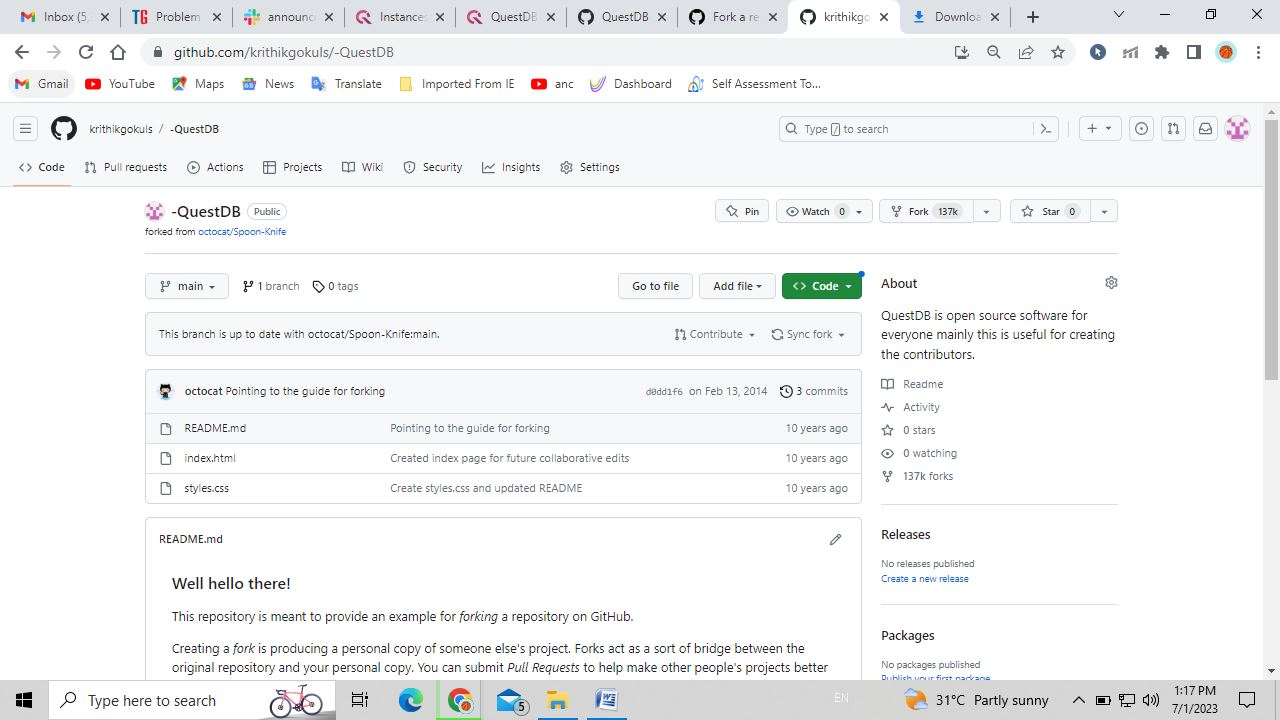 Inbox (5,
Problem
announce
Instances
QuestDB
QuestDB
Fork a re
krithikgo
Downloa
github.com/krithikgokuls/-QuestDB
Gmail
YouTube
Maps
News
Translate
Imported From IE
anc
Dashboard
Self Assessment To...
krithikgokuls / -QuestDB
Type / to search
Code
Pull requests
Actions
Projects
Wiki
Security
Insights
Settings
-QuestDB Public
Pin
Watch 0
Fork 137k
Star 0
forked from octocat/Spoon-Knife
main
1 branch
0 tags
Go to file
Add file
Code
This branch is up to date with octocat/Spoon-Knife:main.
Contribute
Sync fork
octocat Pointing to the guide for forking
d0dd1f6 on Feb 13, 2014
3 commits
README.md Pointing to the guide for forking 10 years ago
index.html Created index page for future collaborative edits 10 years ago
styles.css Create styles.css and updated README 10 years ago
README.md
Well hello there!
This repository is meant to provide an example for forking a repository on GitHub.
Creating a fork is producing a personal copy of someone else's project. Forks act as a sort of bridge between the
original repository and your personal copy. You can submit Pull Requests to help make other people's projects better
About
QuestDB is open source software for
everyone mainly this is useful for creating
the contributors.
Readme
Activity
0 stars
0 watching
137k forks
Releases
No releases published
Create a new release
Packages
No packages published
Publish your first package
Type here to search
5
EN
31°C Partly sunny
1:17 PM
7/1/2023